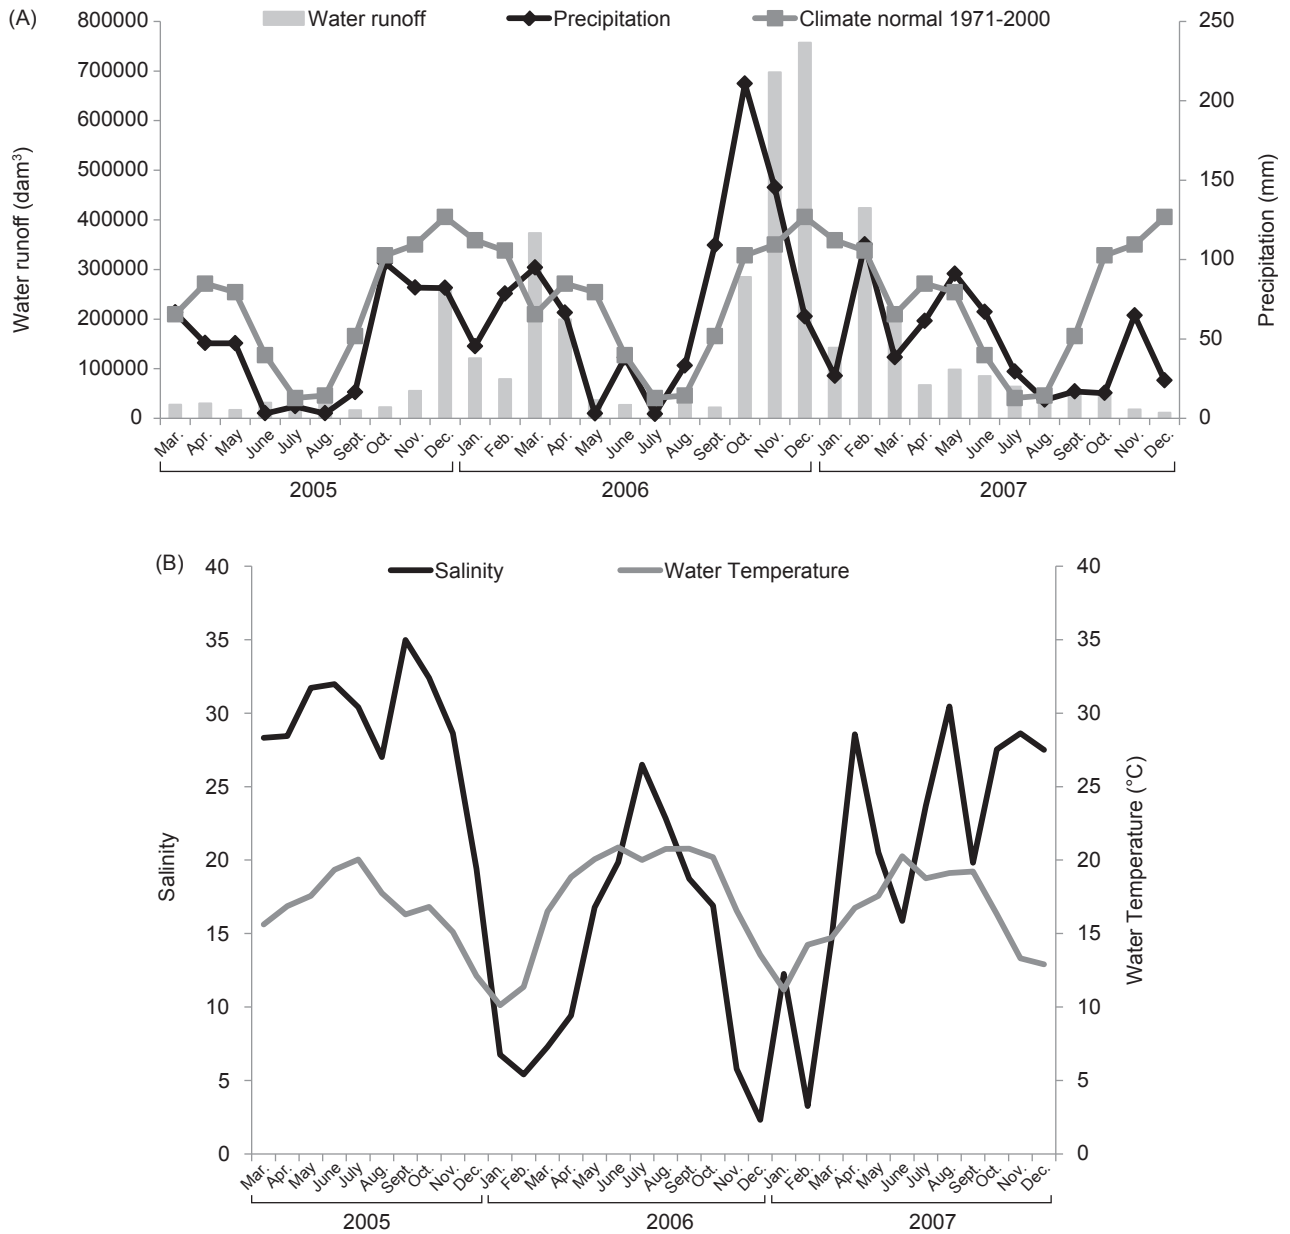 (A)
Water runoff Precipitation Climate normal 1971-2000
Water runoff (dam³)
800000
700000
600000
500000
400000
300000
200000
100000
0
250
200
150
100
50
0
Precipitation (mm)
Mar. Apr. May June July Aug. Sept. Oct. Nov. Dec. Jan. Feb. Mar. Apr. May June July Aug. Sept. Oct. Nov. Dec. Jan. Feb. Mar. Apr. May June July Aug. Sept. Oct. Nov. Dec.
2005 2006 2007
(B)
Salinity Water Temperature
Salinity
40
35
30
25
20
15
10
5
0
40
35
30
25
20
15
10
5
0
Water Temperature (°C)
Mar. Apr. May June July Aug. Sept. Oct. Nov. Dec. Jan. Feb. Mar. Apr. May June July Aug. Sept. Oct. Nov. Dec. Jan. Feb. Mar. Apr. May June July Aug. Sept. Oct. Nov. Dec.
2005 2006 2007